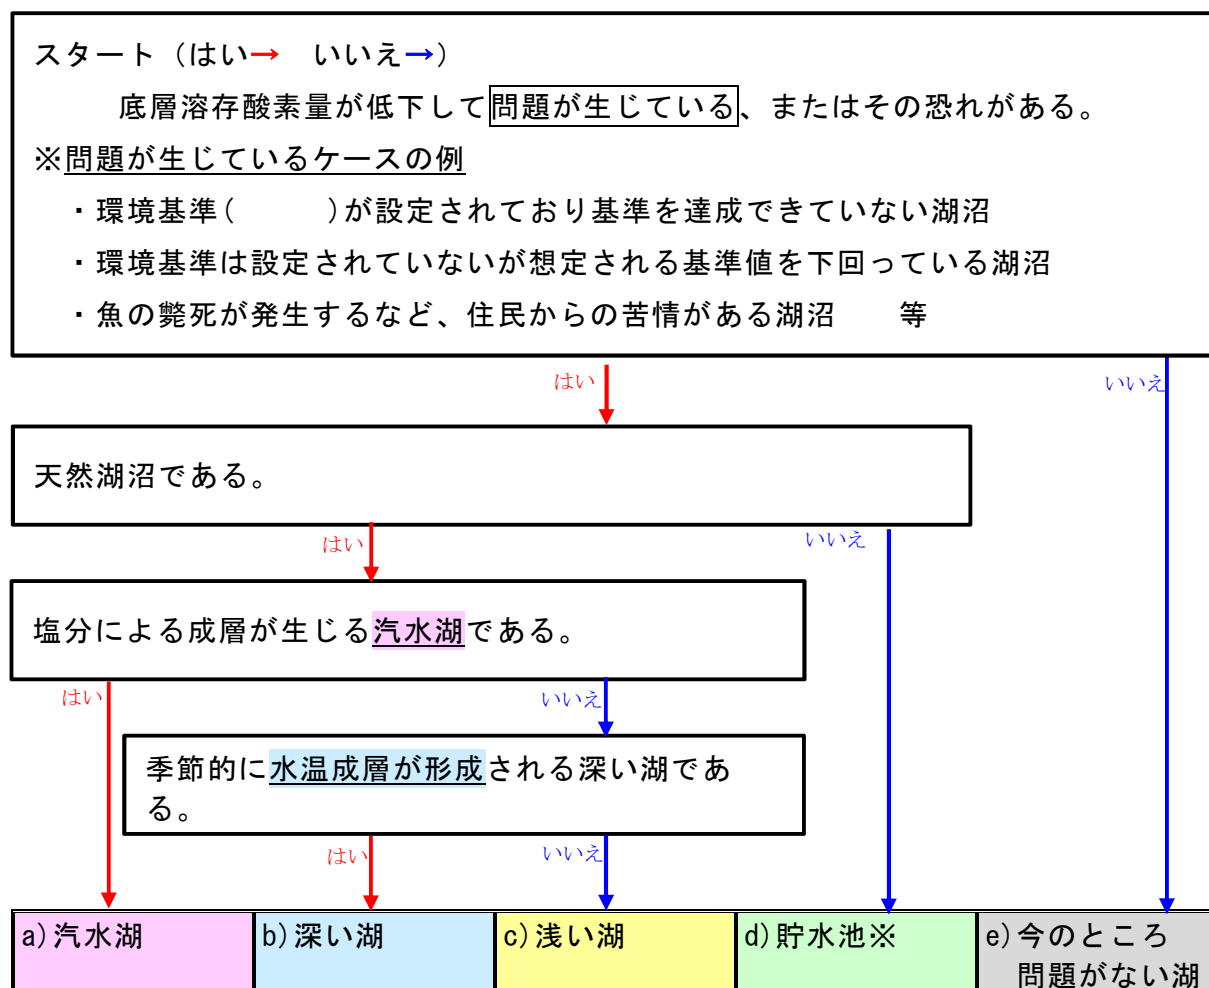 スタート（はい→　いいえ→）
底層溶存酸素量が低下して問題が生じている、またはその恐れがある。
※問題が生じているケースの例
・環境基準(　　　)が設定されており基準を達成できていない湖沼
・環境基準は設定されていないが想定される基準値を下回っている湖沼
・魚の斃死が発生するなど、住民からの苦情がある湖沼　　等
はい
いいえ
天然湖沼である。
はい
いいえ
塩分による成層が生じる汽水湖である。
はい
いいえ
季節的に水温成層が形成される深い湖であ
る。
はい
いいえ
a)汽水湖
b)深い湖
c)浅い湖
d)貯水池※
e)今のところ
問題がない湖